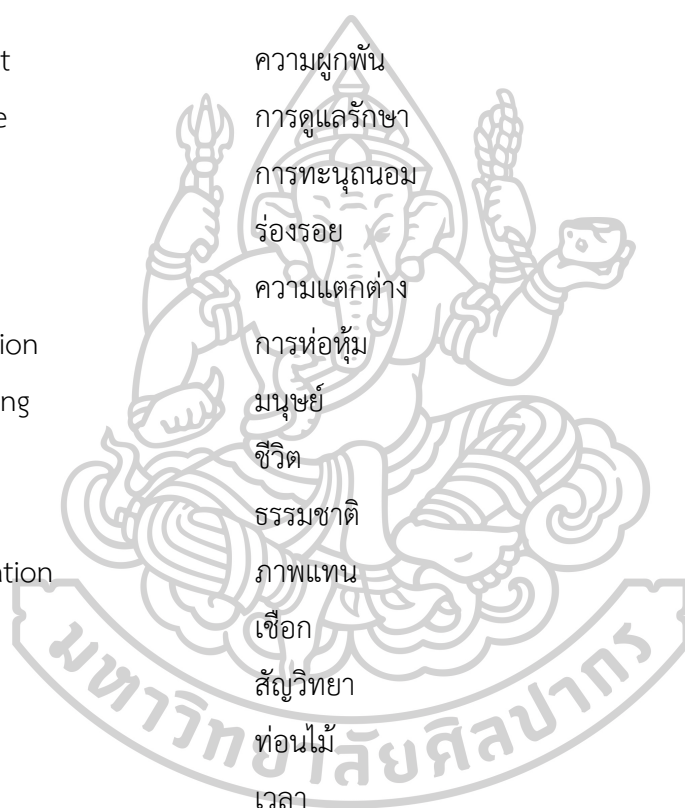 t ความผูกพัน
e การดูแลรักษา
การทะนุถนอม
ร่องรอย
ความแตกต่าง
ion การห่อหุ้ม
ng มนุษย์
ชีวิต
ธรรมชาติ
ation ภาพแทน
เชือก
สัญวิทยา
ท่อนไม้
เวลา
มหาวิทยาลัยศิลปากร